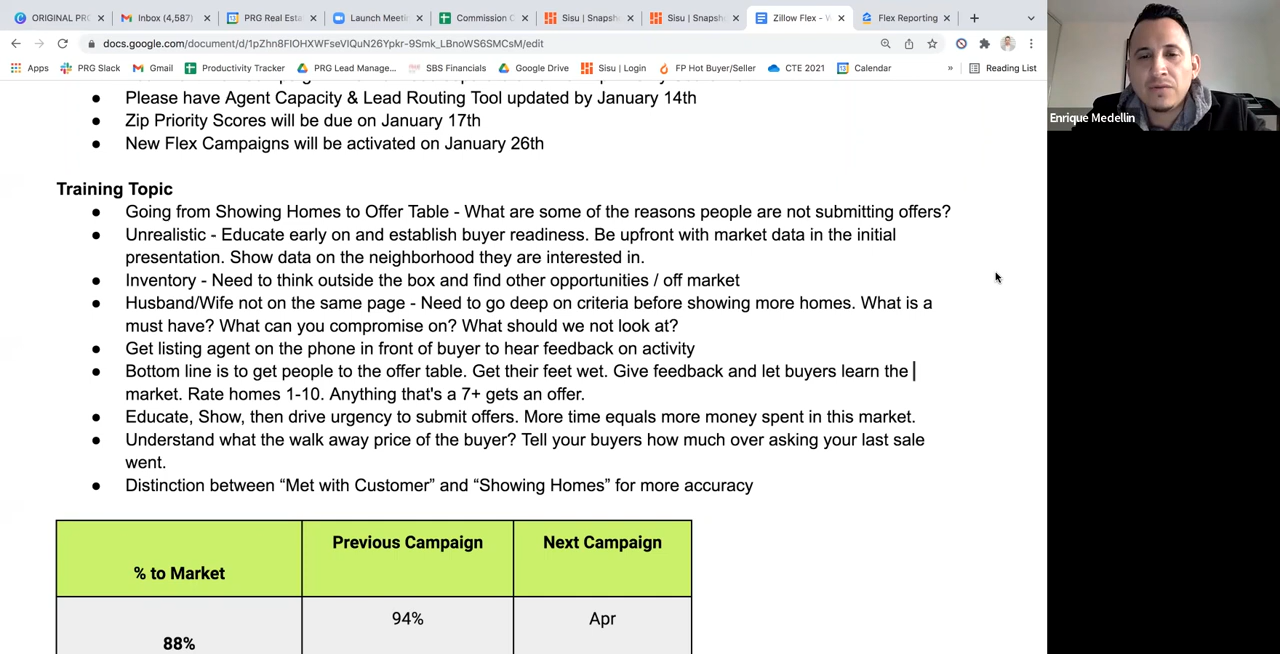 ORIGINAL PR
Inbox (4,587)
PRG Real Esta
Launch Meeti
Commission C
Sisu | Snapsh
Sisu | Snapsh
Zillow Flex -
Flex Reporting
docs.google.com/document/d/1pZhn8FIOHXWFseVIQuN26Ypkr-9Smk_LBnoWS6SMCsM/edit
Apps
PRG Slack
Gmail
Productivity Tracker
PRG Lead Manage...
SBS Financials
Google Drive
Sisu | Login
FP Hot Buyer/Seller
CTE 2021
Calendar
»
Reading List
● Please have Agent Capacity & Lead Routing Tool updated by January 14th
● Zip Priority Scores will be due on January 17th
● New Flex Campaigns will be activated on January 26th
Training Topic
● Going from Showing Homes to Offer Table - What are some of the reasons people are not submitting offers?
● Unrealistic - Educate early on and establish buyer readiness. Be upfront with market data in the initial
presentation. Show data on the neighborhood they are interested in.
● Inventory - Need to think outside the box and find other opportunities / off market
● Husband/Wife not on the same page - Need to go deep on criteria before showing more homes. What is a
must have? What can you compromise on? What should we not look at?
● Get listing agent on the phone in front of buyer to hear feedback on activity
● Bottom line is to get people to the offer table. Get their feet wet. Give feedback and let buyers learn the
market. Rate homes 1-10. Anything that's a 7+ gets an offer.
● Educate, Show, then drive urgency to submit offers. More time equals more money spent in this market.
● Understand what the walk away price of the buyer? Tell your buyers how much over asking your last sale
went.
● Distinction between “Met with Customer” and “Showing Homes” for more accuracy
Previous Campaign
Next Campaign
% to Market
94%
Apr
88%
Enrique Medellin